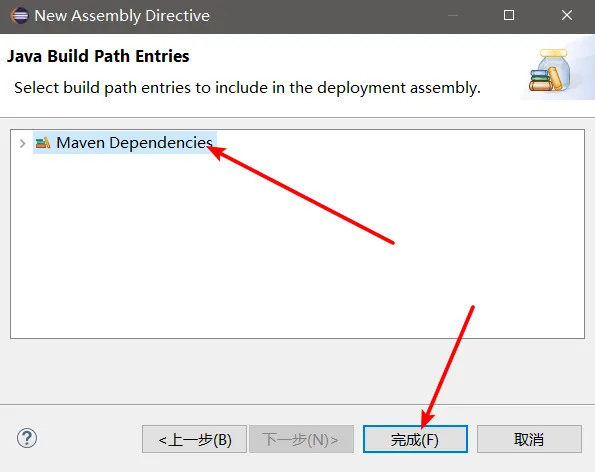 New Assembly Directive
Java Build Path Entries
Select build path entries to include in the deployment assembly.
Maven Dependencies
<上一步(B) 下一步(N)> 完成(F) 取消